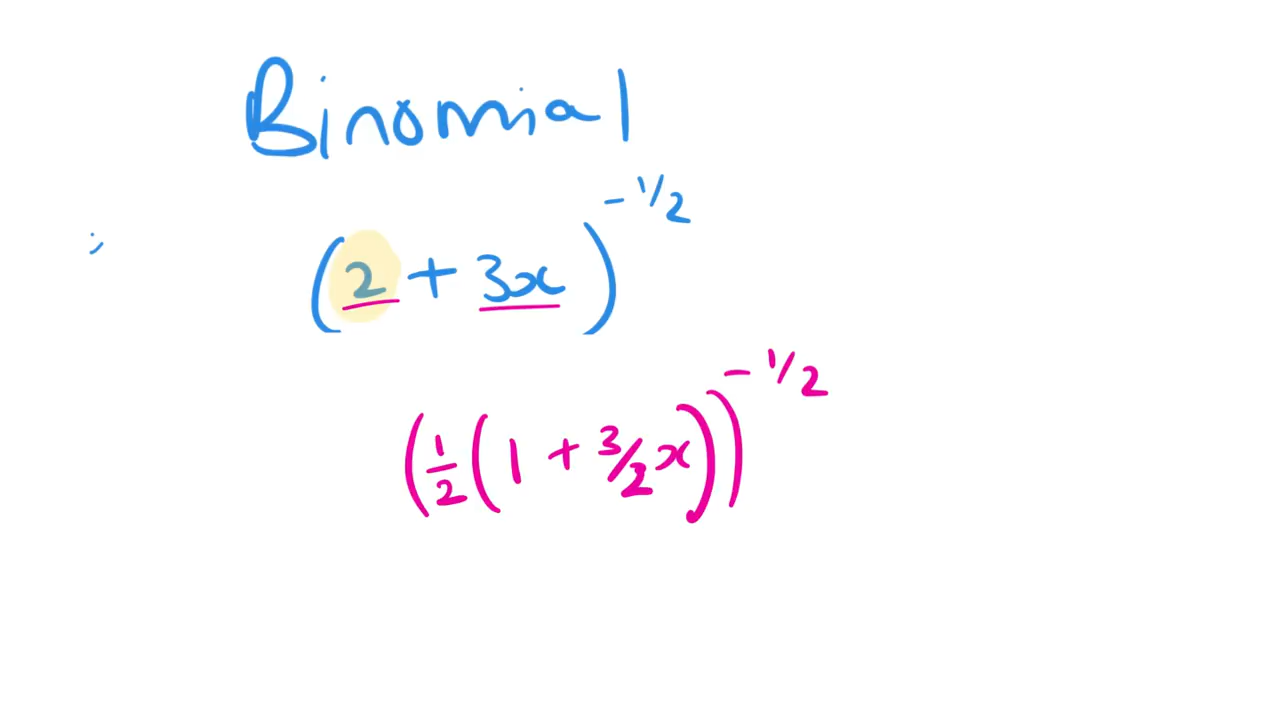 Binomial
(2 + 3x)^-1/2
(1/2(1 + 3/2x))^-1/2